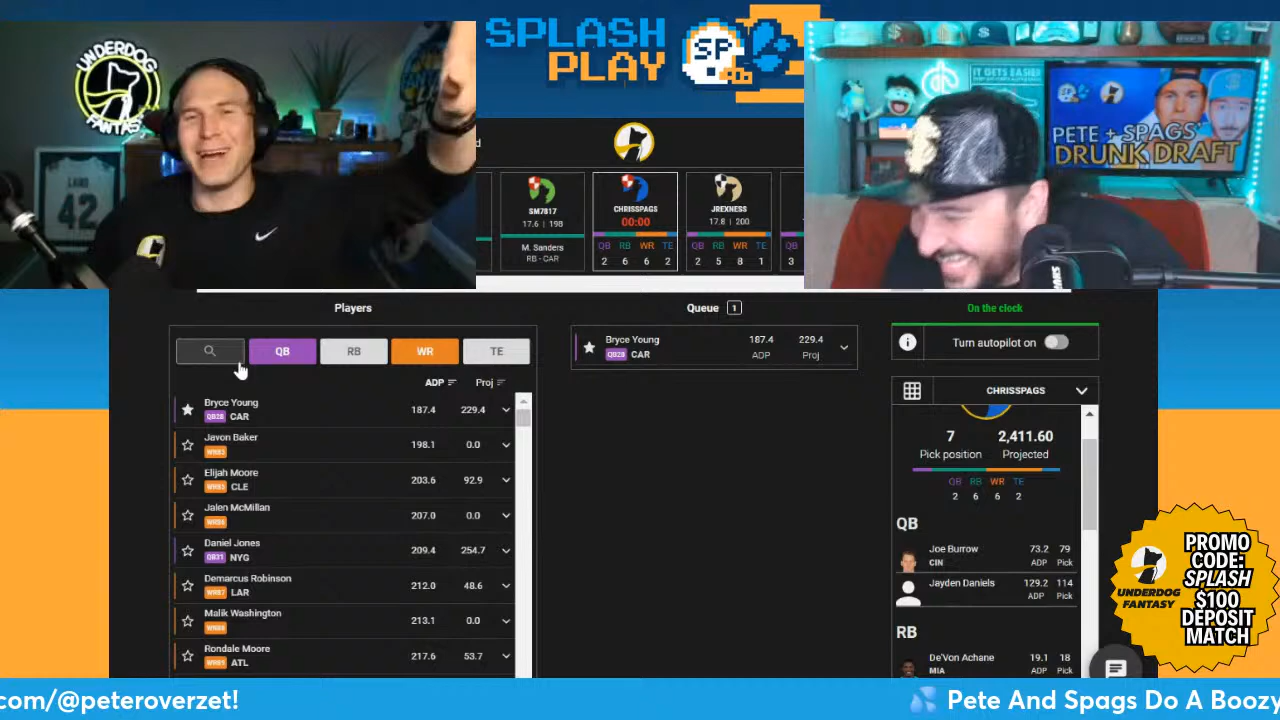 UNDERDOG
FANTASY
LAMB
42
SPLASH
PLAY
SP
IT GETS EASIER
PETE + SPAGS'
DRUNK DRAFT
d
SM7817
17.6 | 198
M. Sanders
RB - CAR
CHRISSPAGS
00:00
QB RB WR TE
2 6 6 2
JREXNESS
17.8 | 200
QB RB WR TE
2 5 8 1
QB
3
Players
Queue 1
On the clock
QB RB WR TE
ADP Proj
Bryce Young
QB28 CAR
187.4 229.4
Javon Baker
198.1 0.0
Elijah Moore
CLE
203.6 92.9
Jalen McMillan
207.0 0.0
Daniel Jones
QB31 NYG
209.4 254.7
Demarcus Robinson
WR87 LAR
212.0 48.6
Malik Washington
213.1 0.0
Rondale Moore
ATL
217.6 53.7
Bryce Young
QB28 CAR
187.4 229.4
ADP Proj
Turn autopilot on
CHRISSPAGS
7 2,411.60
Pick position Projected
QB RB WR TE
2 6 6 2
QB
Joe Burrow 73.2 79
CIN ADP Pick
Jayden Daniels 129.2 114
ADP Pick
RB
De'Von Achane 19.1 18
MIA ADP Pick
UNDERDOG
FANTASY
PROMO
CODE:
SPLASH
$100
DEPOSIT
MATCH
com/@peteroverzet!
💦 Pete And Spags Do A Boozy